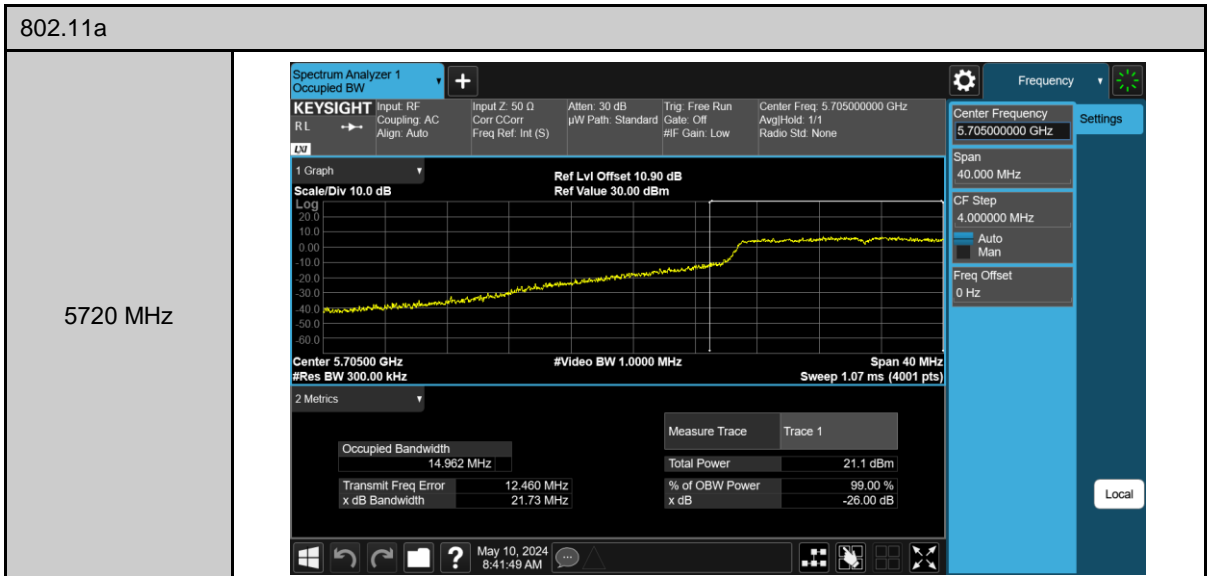 802.11a
5720 MHz
Spectrum Analyzer 1
Occupied BW
Frequency
KEYSIGHT
R L
LXI
Input: RF
Coupling: AC
Align: Auto
Input Z: 50 Ω
Corr CCorr
Freq Ref: Int (S)
Atten: 30 dB
µW Path: Standard
Trig: Free Run
Gate: Off
#IF Gain: Low
Center Freq: 5.705000000 GHz
Avg|Hold: 1/1
Radio Std: None
Center Frequency
5.705000000 GHz
Settings
Span
40.000 MHz
CF Step
4.000000 MHz
Auto
Man
Freq Offset
0 Hz
1 Graph
Scale/Div 10.0 dB
Ref Lvl Offset 10.90 dB
Ref Value 30.00 dBm
Log
20.0
10.0
0.00
-10.0
-20.0
-30.0
-40.0
-50.0
-60.0
Center 5.70500 GHz
#Video BW 1.0000 MHz
Span 40 MHz
#Res BW 300.00 kHz
Sweep 1.07 ms (4001 pts)
2 Metrics
Measure Trace Trace 1
Occupied Bandwidth
14.962 MHz
Total Power 21.1 dBm
Transmit Freq Error 12.460 MHz
% of OBW Power 99.00 %
x dB Bandwidth 21.73 MHz
x dB -26.00 dB
Local
?
May 10, 2024
8:41:49 AM